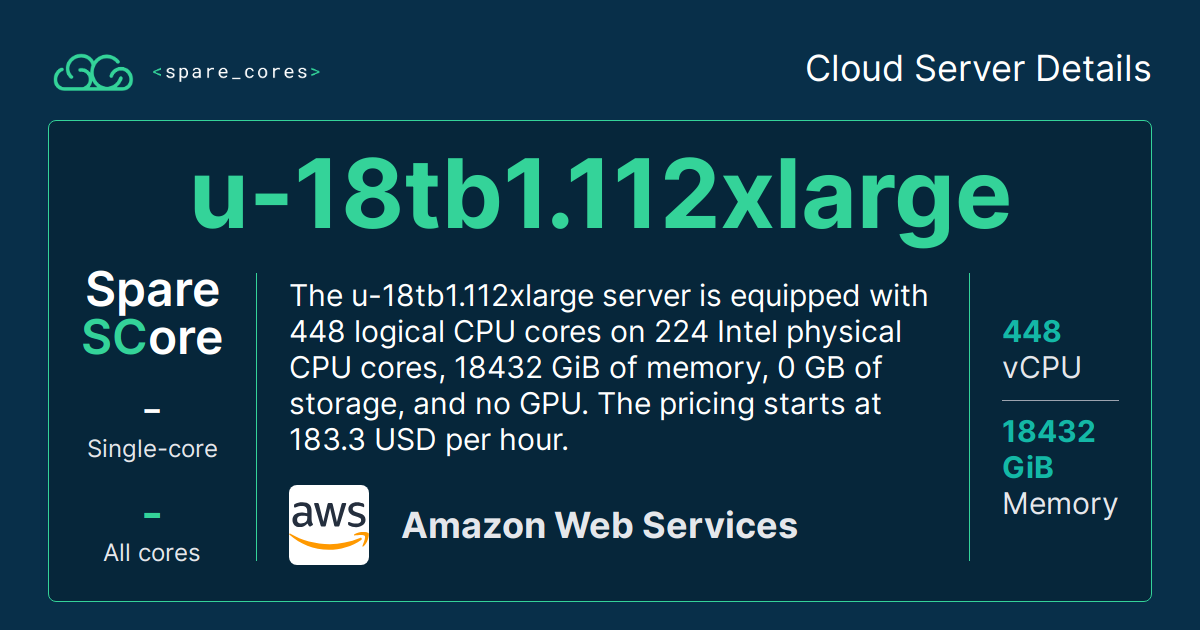 <spare_cores>
Cloud Server Details
u-18tb1.112xlarge
Spare
SCore
–
Single-core
–
All cores
The u-18tb1.112xlarge server is equipped with
448 logical CPU cores on 224 Intel physical
CPU cores, 18432 GiB of memory, 0 GB of
storage, and no GPU. The pricing starts at
183.3 USD per hour.
aws
Amazon Web Services
448
vCPU
18432
GiB
Memory